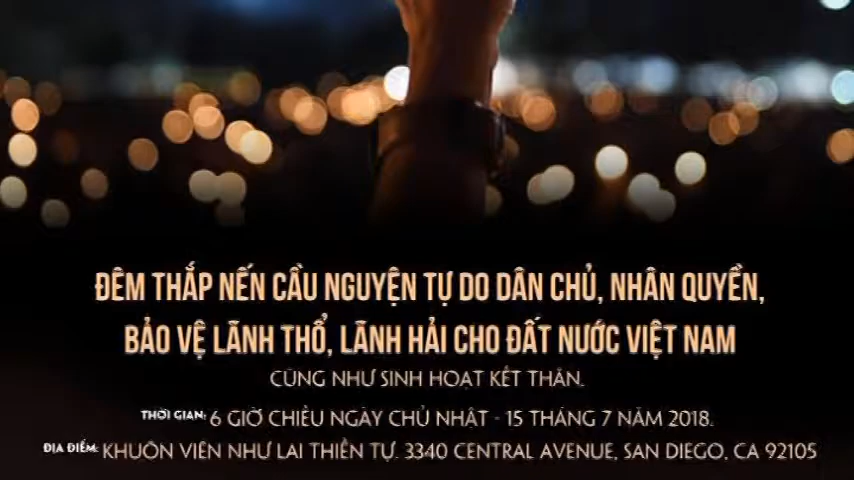 ĐÊM THẮP NẾN CẦU NGUYỆN TỰ DO DÂN CHỦ, NHÂN QUYỀN,
BẢO VỆ LÃNH THỔ, LÃNH HẢI CHO ĐẤT NƯỚC VIỆT NAM
CŨNG NHƯ SINH HOẠT KẾT THÂN.
THỜI GIAN: 6 GIỜ CHIỀU NGÀY CHỦ NHẬT - 15 THÁNG 7 NĂM 2018.
ĐỊA ĐIỂM: KHUÔN VIÊN NHƯ LAI THIỀN TỰ. 3340 CENTRAL AVENUE, SAN DIEGO, CA 92105